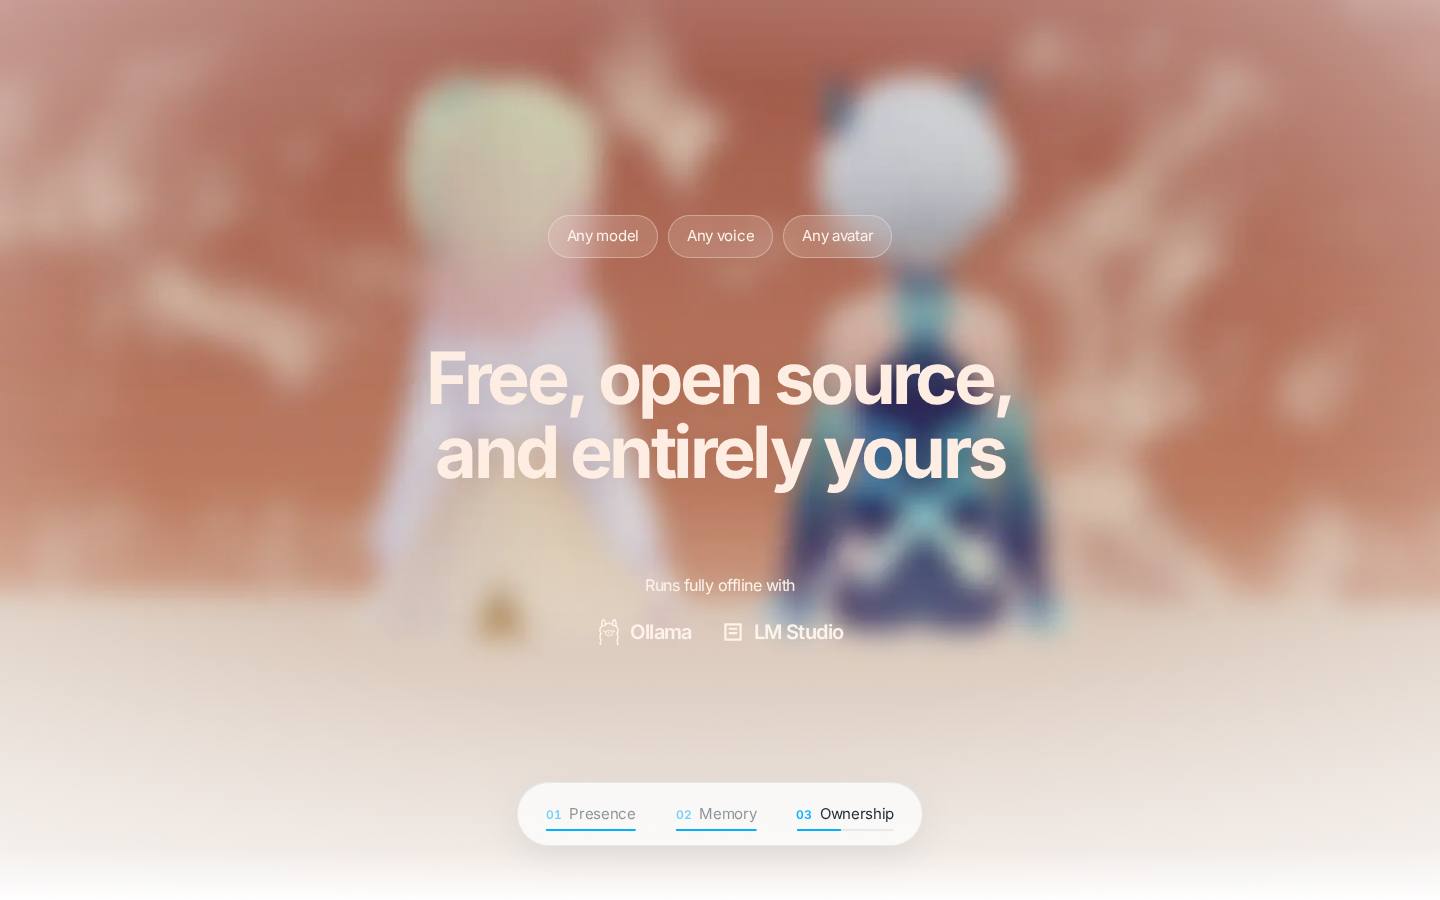 Any model Any voice Any avatar
Free, open source,
and entirely yours
Runs fully offline with
Ollama LM Studio
01 Presence 02 Memory 03 Ownership